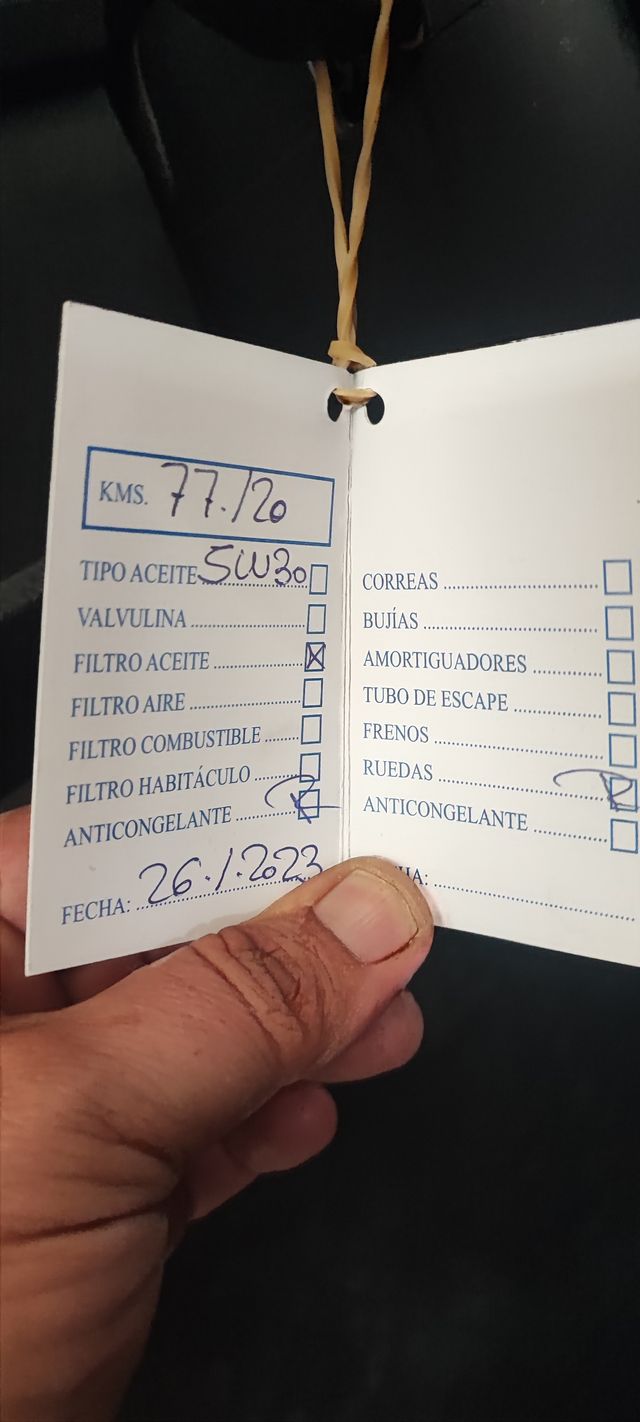 KMS. 77./20
TIPO ACEITE 5W30
VALVULINA
FILTRO ACEITE X
FILTRO AIRE
FILTRO COMBUSTIBLE
FILTRO HABITÁCULO
ANTICONGELANTE
FECHA: 26.1.2023
CORREAS
BUJÍAS
AMORTIGUADORES
TUBO DE ESCAPE
FRENOS
RUEDAS
ANTICONGELANTE